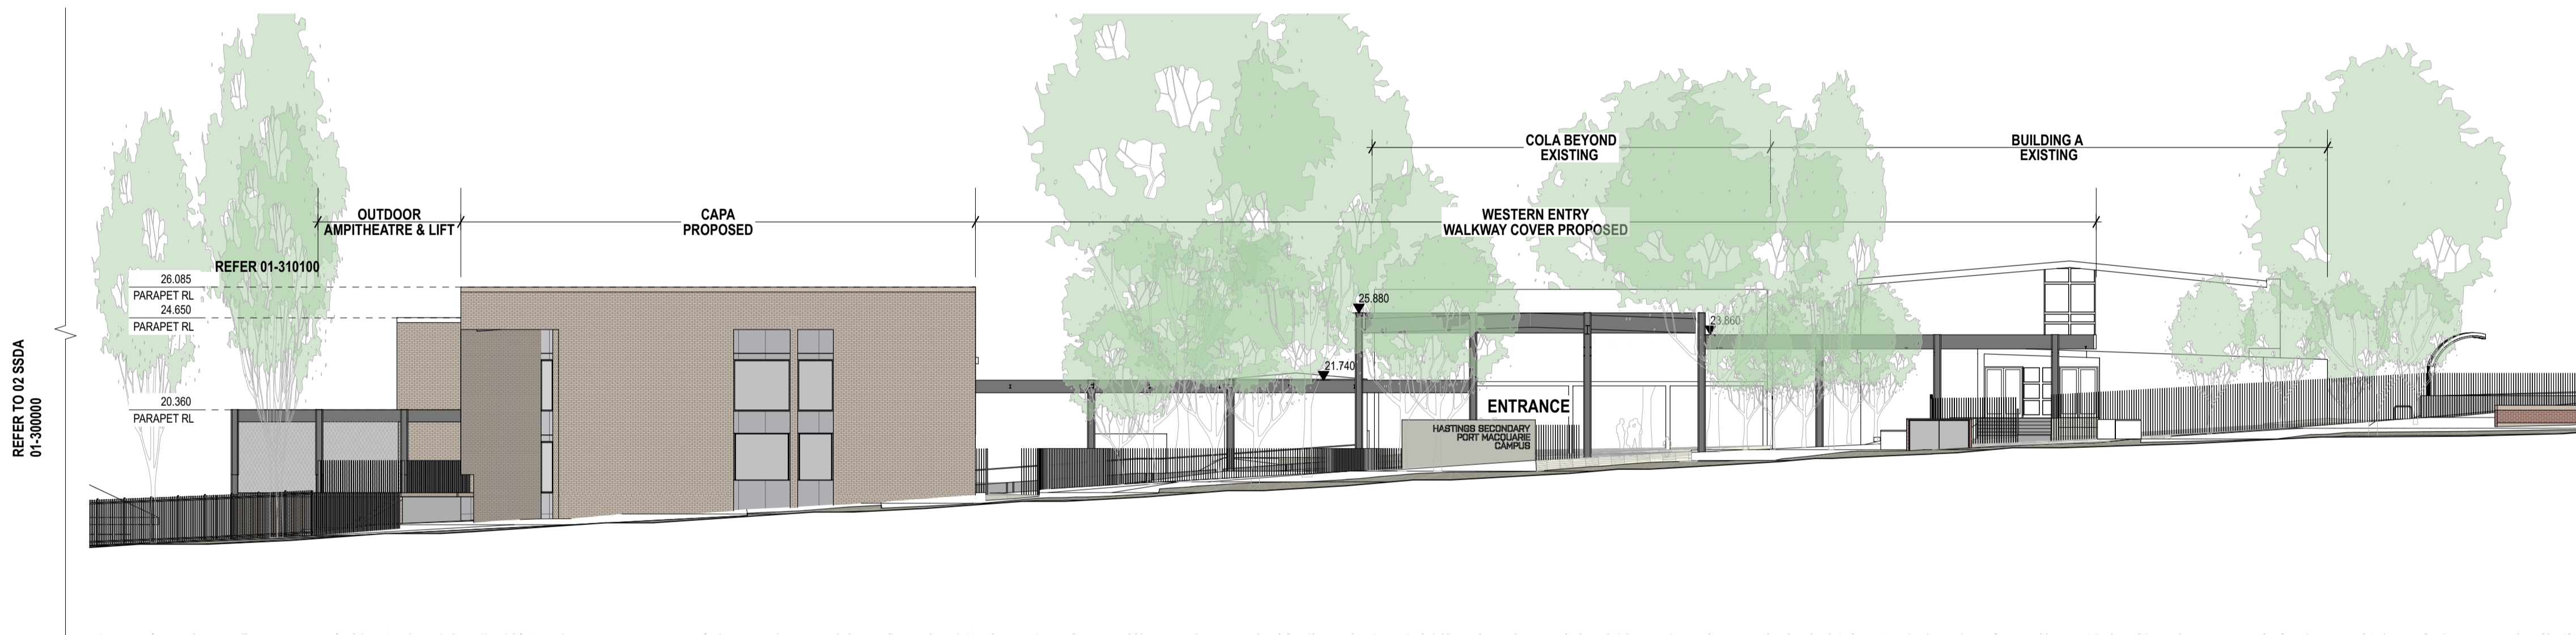 REFER TO 02 SSDA
01-300000
OUTDOOR
AMPITHEATRE & LIFT
REFER 01-310100
26.085
PARAPET RL
24.650
PARAPET RL
20.360
PARAPET RL
CAPA
PROPOSED
WESTERN ENTRY
WALKWAY COVER PROPOSED
COLA BEYOND
EXISTING
BUILDING A
EXISTING
25.880
23.860
21.740
ENTRANCE
HASTINGS SECONDARY
PORT MACQUARIE
CAMPUS